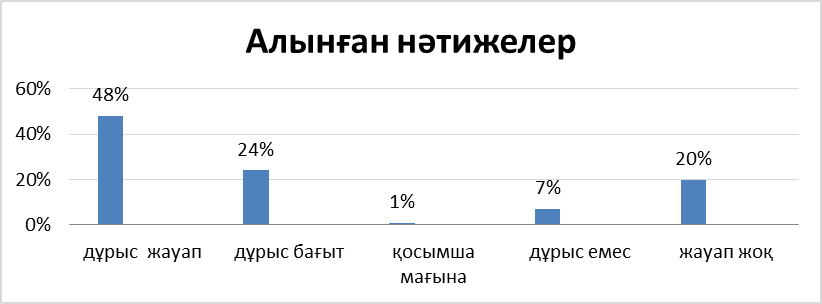 Алынған нәтижелер
60%
40%
20%
0%
48%
24%
1%
7%
20%
дұрыс жауап
дұрыс бағыт
қосымша
мағына
дұрыс емес
жауап жоқ